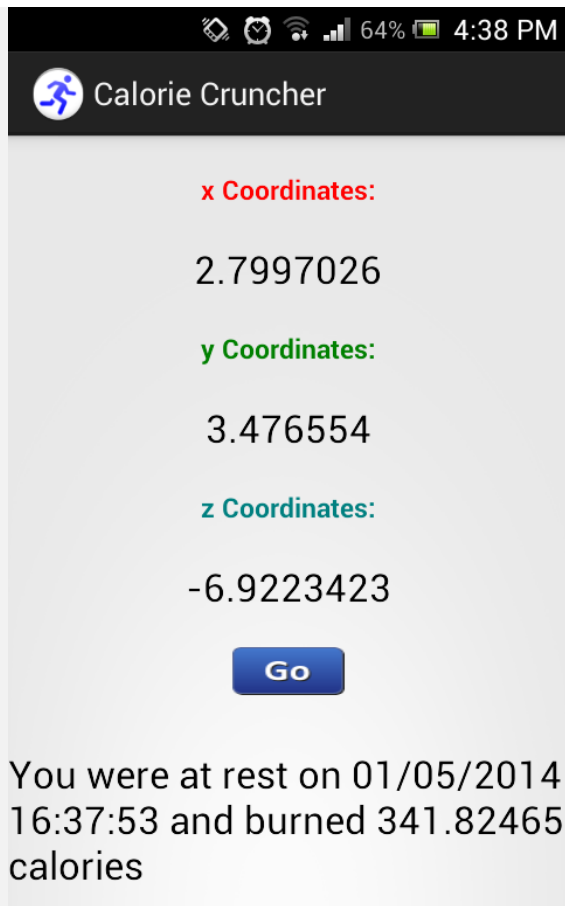 64% 4:38 PM
Calorie Cruncher
x Coordinates:
2.7997026
y Coordinates:
3.476554
z Coordinates:
-6.9223423
Go
You were at rest on 01/05/2014
16:37:53 and burned 341.82465
calories